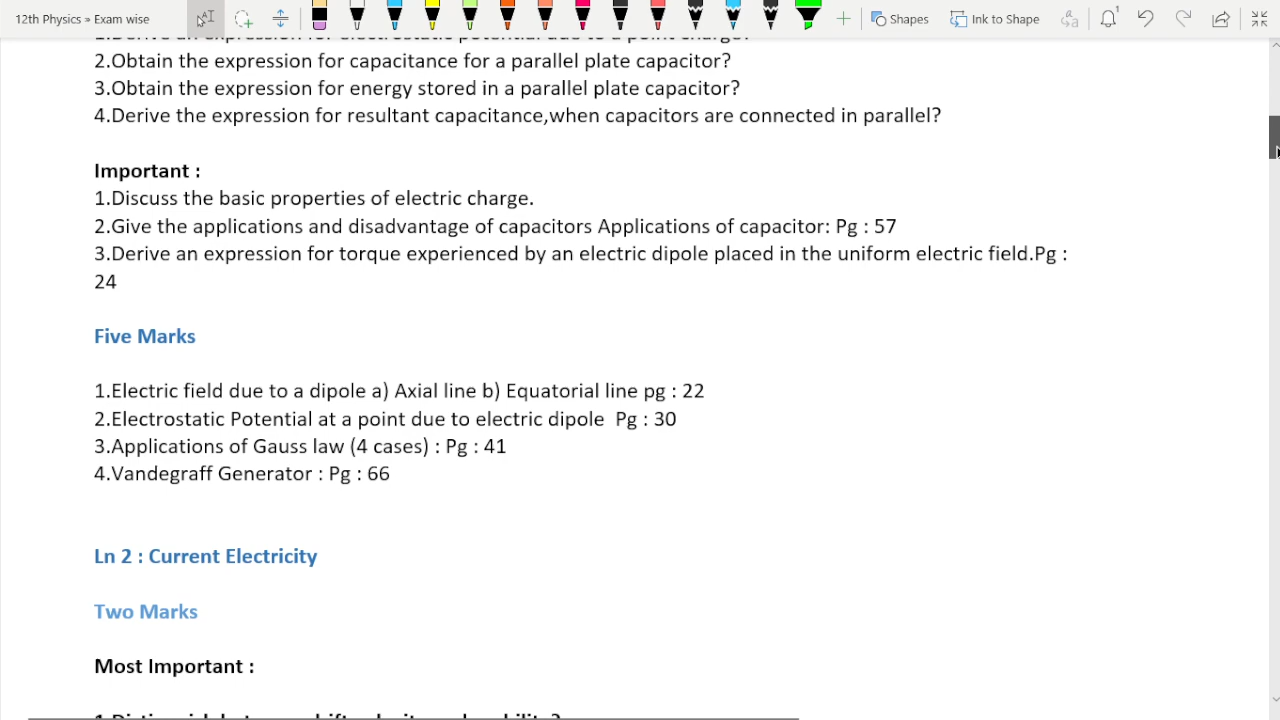 12th Physics » Exam wise
Shapes
Ink to Shape
2.Obtain the expression for capacitance for a parallel plate capacitor?
3.Obtain the expression for energy stored in a parallel plate capacitor?
4.Derive the expression for resultant capacitance,when capacitors are connected in parallel?
Important :
1.Discuss the basic properties of electric charge.
2.Give the applications and disadvantage of capacitors Applications of capacitor: Pg : 57
3.Derive an expression for torque experienced by an electric dipole placed in the uniform electric field.Pg :
24
Five Marks
1.Electric field due to a dipole a) Axial line b) Equatorial line pg : 22
2.Electrostatic Potential at a point due to electric dipole  Pg : 30
3.Applications of Gauss law (4 cases) : Pg : 41
4.Vandegraff Generator : Pg : 66
Ln 2 : Current Electricity
Two Marks
Most Important :